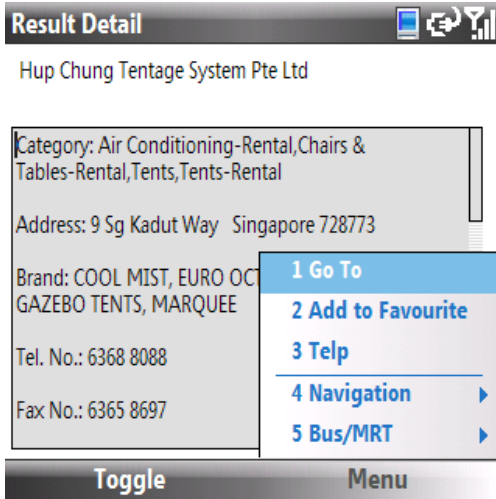 Result Detail
Hup Chung Tentage System Pte Ltd
Category: Air Conditioning-Rental,Chairs &
Tables-Rental,Tents,Tents-Rental
Address: 9 Sg Kadut Way Singapore 728773
Brand: COOL MIST, EURO OCT
GAZEBO TENTS, MARQUEE
Tel. No.: 6368 8088
Fax No.: 6365 8697
1 Go To
2 Add to Favourite
3 Telp
4 Navigation
5 Bus/MRT
Toggle
Menu